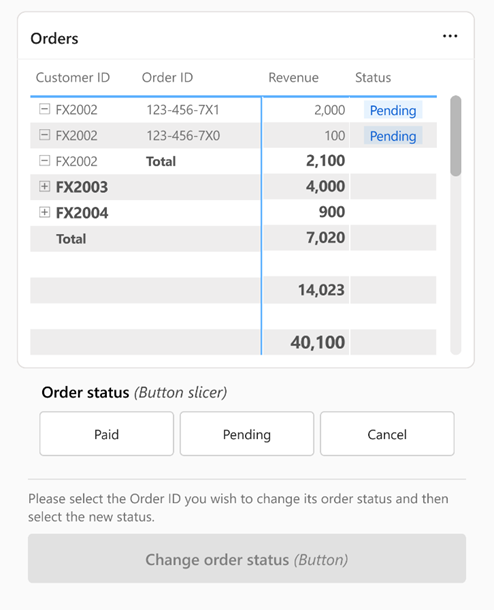 Orders ...
Customer ID Order ID Revenue Status
FX2002 123-456-7X1 2,000 Pending
FX2002 123-456-7X0 100 Pending
FX2002 Total 2,100
FX2003 4,000
FX2004 900
Total 7,020
14,023
40,100
Order status (Button slicer)
Paid Pending Cancel
Please select the Order ID you wish to change its order status and then
select the new status.
Change order status (Button)